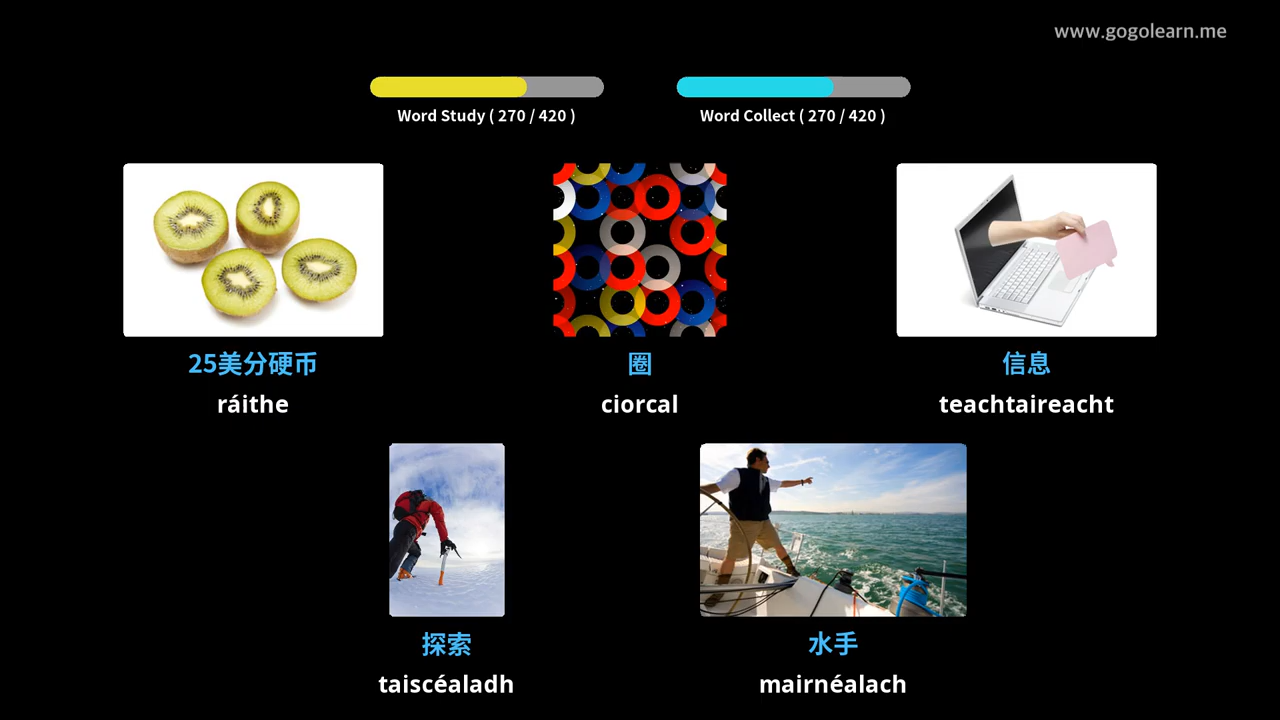 www.gogolearn.me
Word Study ( 270 / 420 )
Word Collect ( 270 / 420 )
25美分硬币
ráithe
圈
ciorcal
信息
teachtaireacht
探索
taiscéaladh
水手
mairnéalach